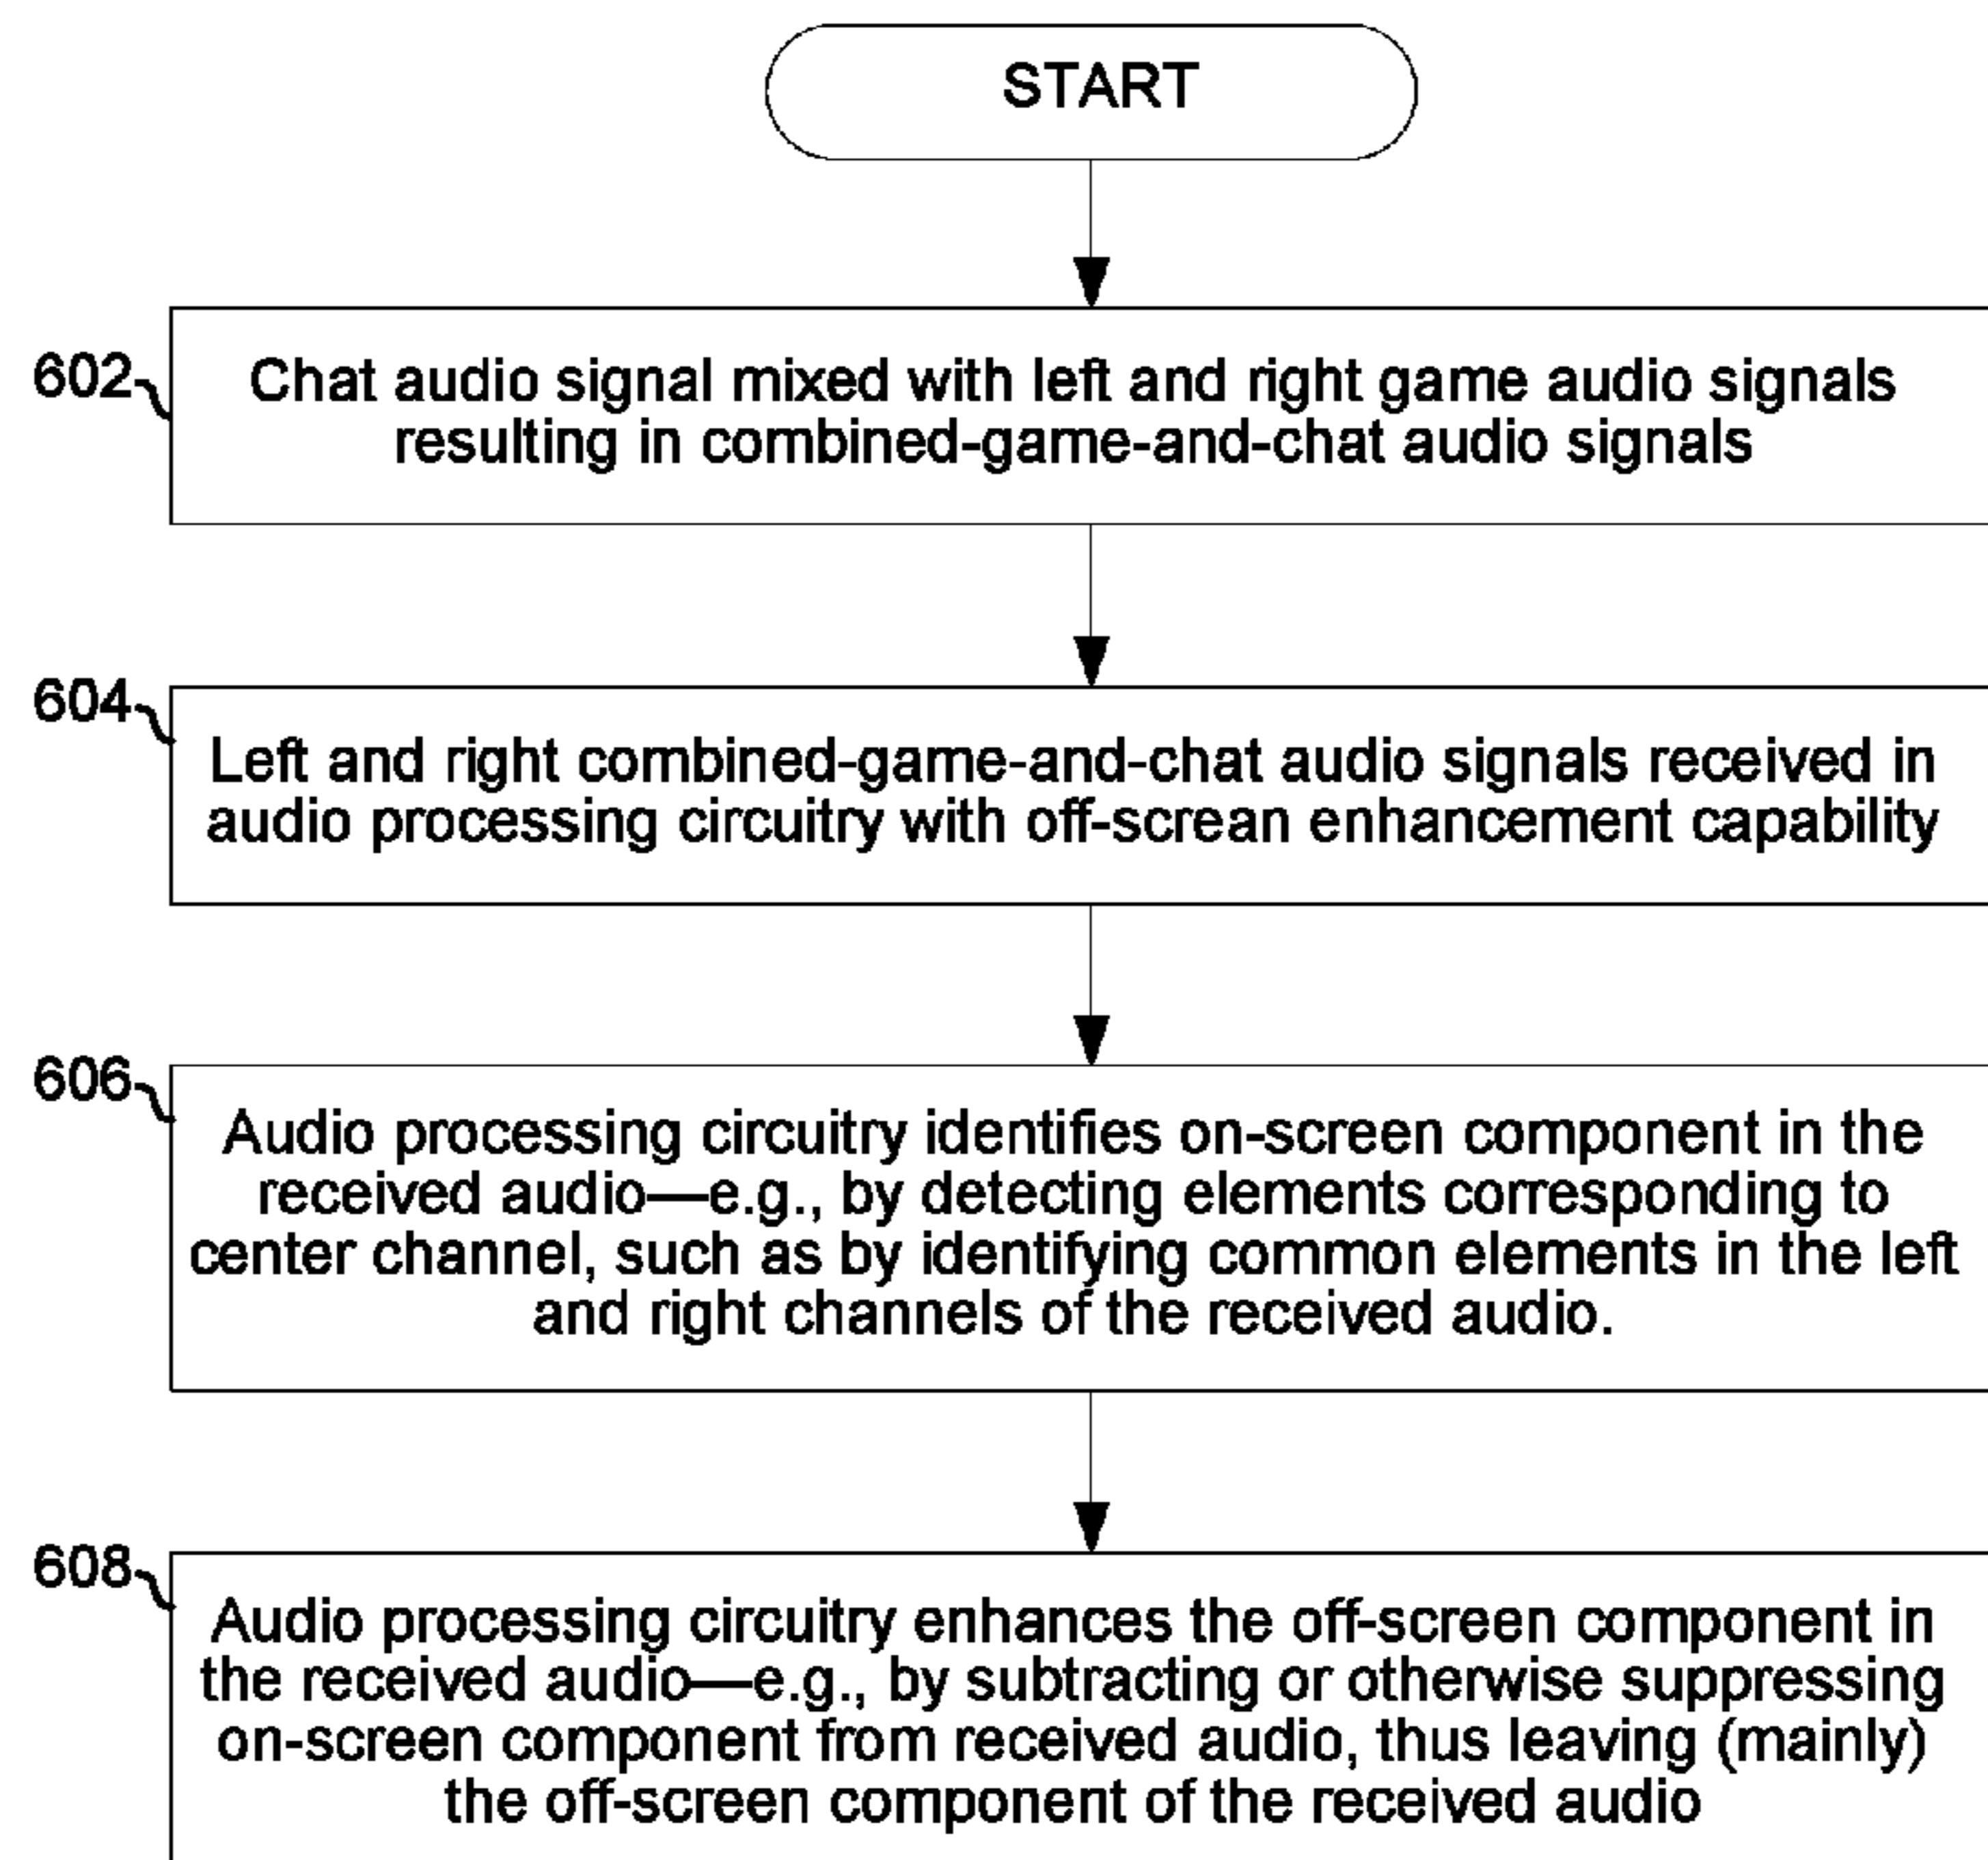 START
602
Chat audio signal mixed with left and right game audio signals
resulting in combined-game-and-chat audio signals
604
Left and right combined-game-and-chat audio signals received in
audio processing circuitry with off-screan enhancement capability
606
Audio processing circuitry identifies on-screen component in the
received audio—e.g., by detecting elements corresponding to
center channel, such as by identifying common elements in the left
and right channels of the received audio.
608
Audio processing circuitry enhances the off-screen component in
the received audio—e.g., by subtracting or otherwise suppressing
on-screen component from received audio, thus leaving (mainly)
the off-screen component of the received audio